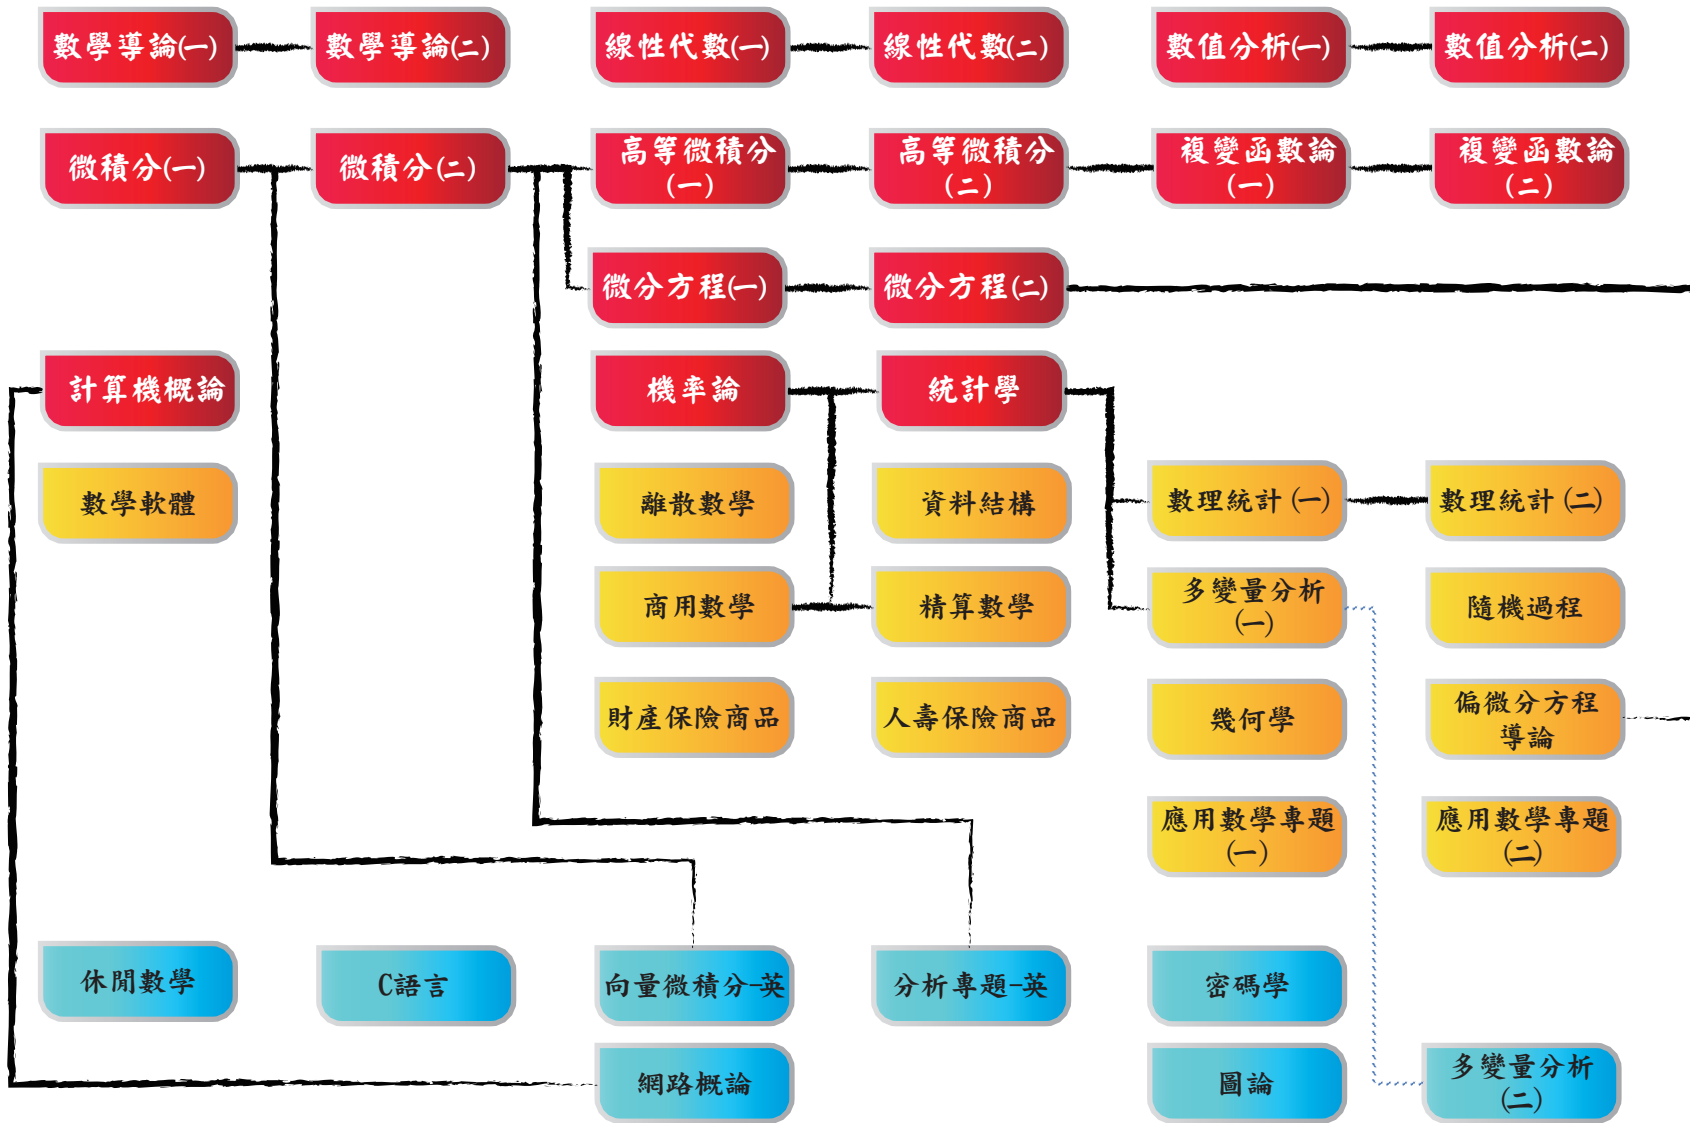 數學導論(一)
數學導論(二)
線性代數(一)
線性代數(二)
數值分析(一)
數值分析(二)
微積分(一)
微積分(二)
高等微積分
(一)
高等微積分
(二)
複變函數論
(一)
複變函數論
(二)
微分方程(一)
微分方程(二)
計算機概論
機率論
統計學
數學軟體
離散數學
資料結構
數理統計 (一)
數理統計 (二)
商用數學
精算數學
多變量分析
(一)
隨機過程
財產保險商品
人壽保險商品
幾何學
偏微分方程
導論
應用數學專題
(一)
應用數學專題
(二)
休閒數學
C語言
向量微積分-英
分析專題-英
密碼學
網路概論
圖論
多變量分析
(二)